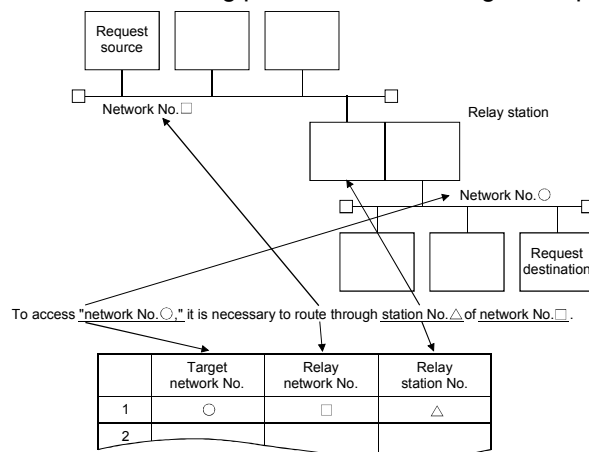 Request
source
Network No.□
Relay station
Network No.○
Request
destination
To access "network No.○," it is necessary to route through station No.△ of network No.□.
Target
network No.
Relay
network No.
Relay
station No.
1 ○ □ △
2